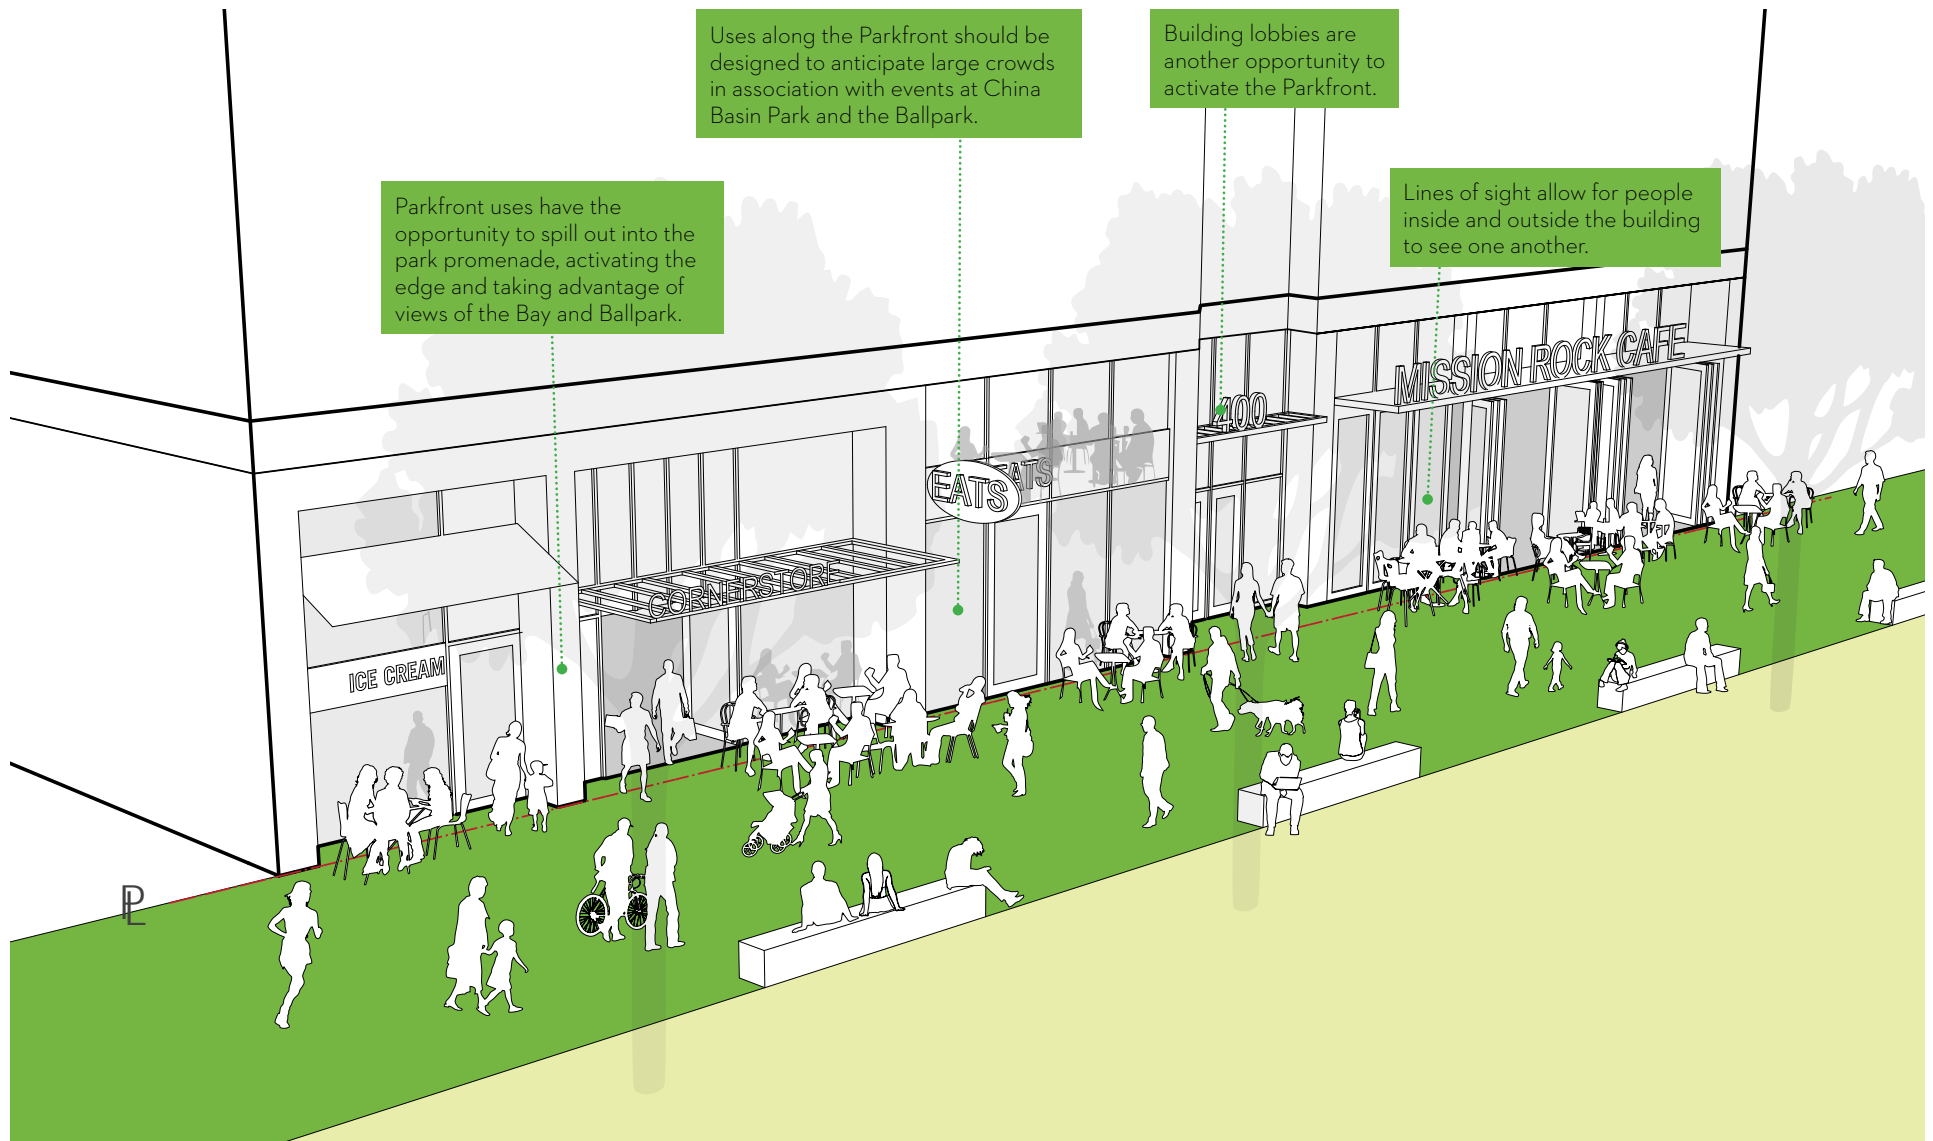 Uses along the Parkfront should be
designed to anticipate large crowds
in association with events at China
Basin Park and the Ballpark.
Building lobbies are
another opportunity to
activate the Parkfront.
Parkfront uses have the
opportunity to spill out into the
park promenade, activating the
edge and taking advantage of
views of the Bay and Ballpark.
Lines of sight allow for people
inside and outside the building
to see one another.
MISSION ROCK CAFE
400
EATS
EATS
CORNERSTORE
ICE CREAM
PL